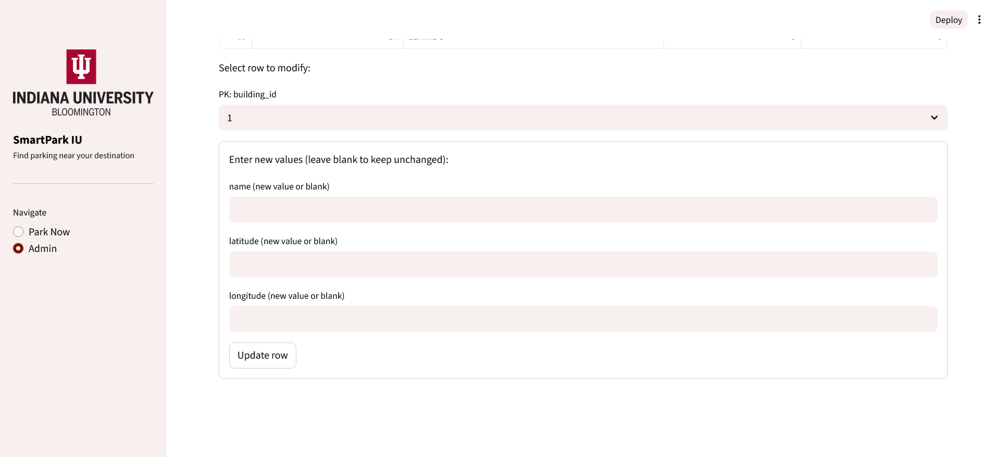 Deploy
INDIANA UNIVERSITY
BLOOMINGTON
SmartPark IU
Find parking near your destination
Navigate
Park Now
Admin
Select row to modify:
PK: building_id
1
Enter new values (leave blank to keep unchanged):
name (new value or blank)
latitude (new value or blank)
longitude (new value or blank)
Update row